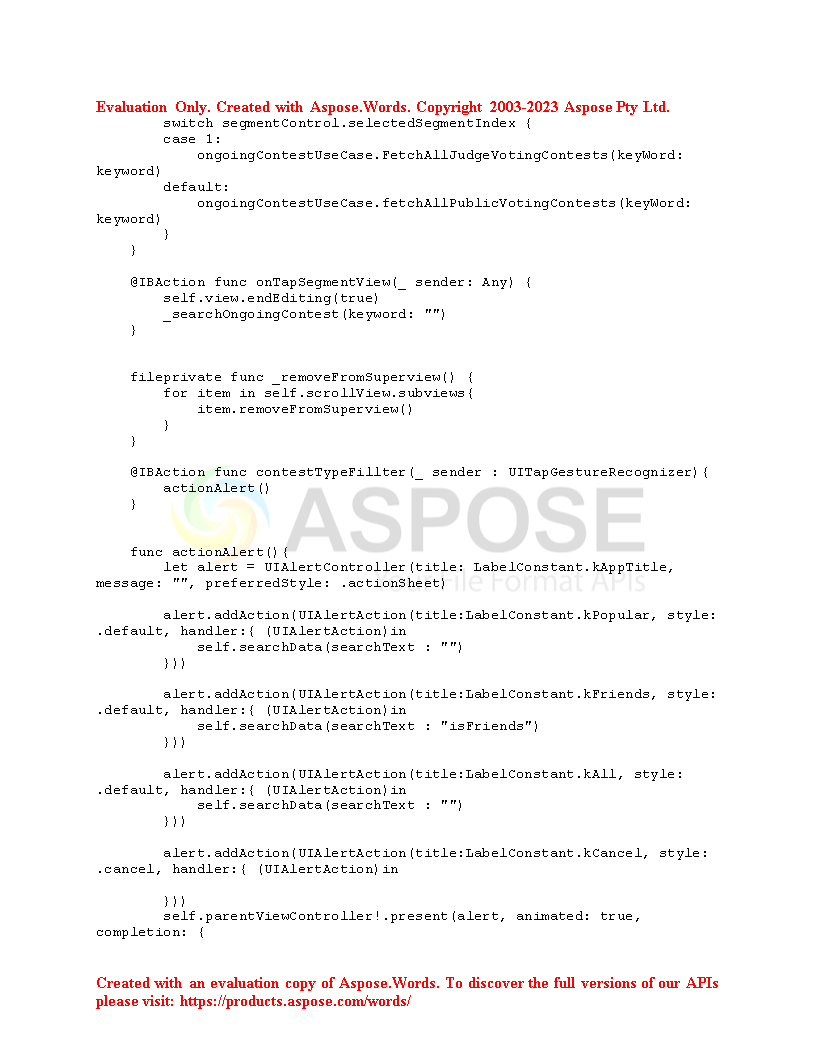 Evaluation Only. Created with Aspose.Words. Copyright 2003-2023 Aspose Pty Ltd.
        switch segmentControl.selectedSegmentIndex {
        case 1:
            ongoingContestUseCase.FetchAllJudgeVotingContests(keyWord:
keyword)
        default:
            ongoingContestUseCase.fetchAllPublicVotingContests(keyWord:
keyword)
        }
    }

    @IBAction func onTapSegmentView(_ sender: Any) {
        self.view.endEditing(true)
        _searchOngoingContest(keyword: "")
    }


    fileprivate func _removeFromSuperview() {
        for item in self.scrollView.subviews{
            item.removeFromSuperview()
        }
    }

    @IBAction func contestTypeFillter(_ sender : UITapGestureRecognizer){
        actionAlert()
    }
ASPOSE

    func actionAlert(){
        let alert = UIAlertController(title: LabelConstant.kAppTitle,
message: "", preferredStyle: .actionSheet)
File Format APIs

        alert.addAction(UIAlertAction(title:LabelConstant.kPopular, style:
.default, handler:{ (UIAlertAction)in
            self.searchData(searchText : "")
        }))

        alert.addAction(UIAlertAction(title:LabelConstant.kFriends, style:
.default, handler:{ (UIAlertAction)in
            self.searchData(searchText : "isFriends")
        }))

        alert.addAction(UIAlertAction(title:LabelConstant.kAll, style:
.default, handler:{ (UIAlertAction)in
            self.searchData(searchText : "")
        }))

        alert.addAction(UIAlertAction(title:LabelConstant.kCancel, style:
.cancel, handler:{ (UIAlertAction)in

        }))
        self.parentViewController!.present(alert, animated: true,
completion: {

Created with an evaluation copy of Aspose.Words. To discover the full versions of our APIs
please visit: https://products.aspose.com/words/